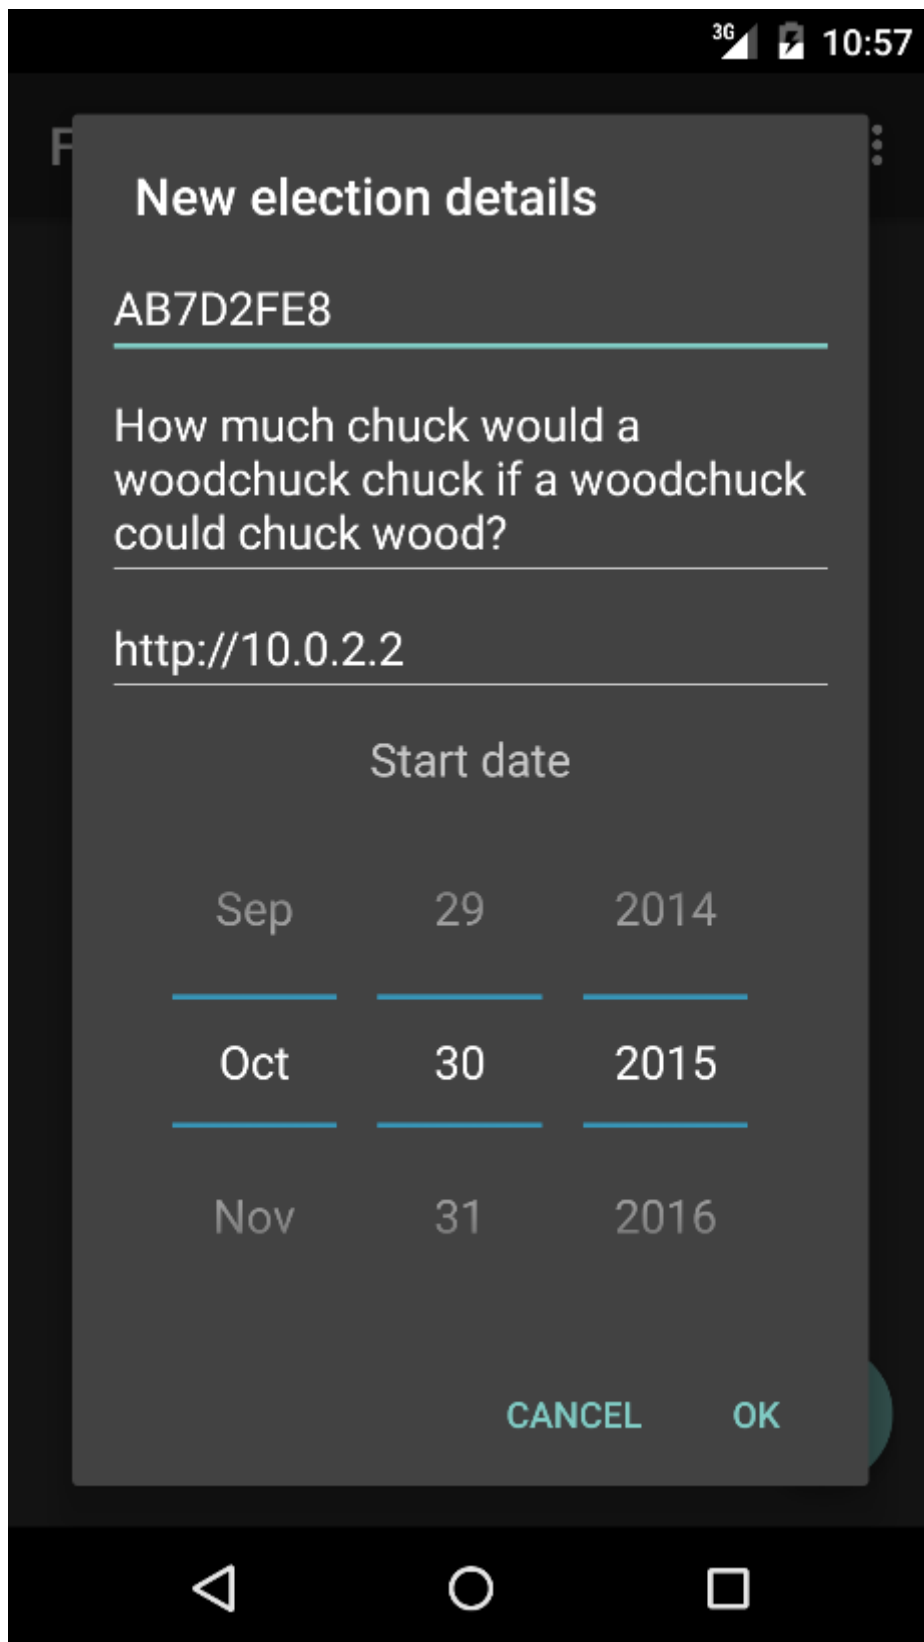 3G 10:57
F
New election details
AB7D2FE8
How much chuck would a
woodchuck chuck if a woodchuck
could chuck wood?
http://10.0.2.2
Start date
Sep 29 2014
Oct 30 2015
Nov 31 2016
CANCEL OK